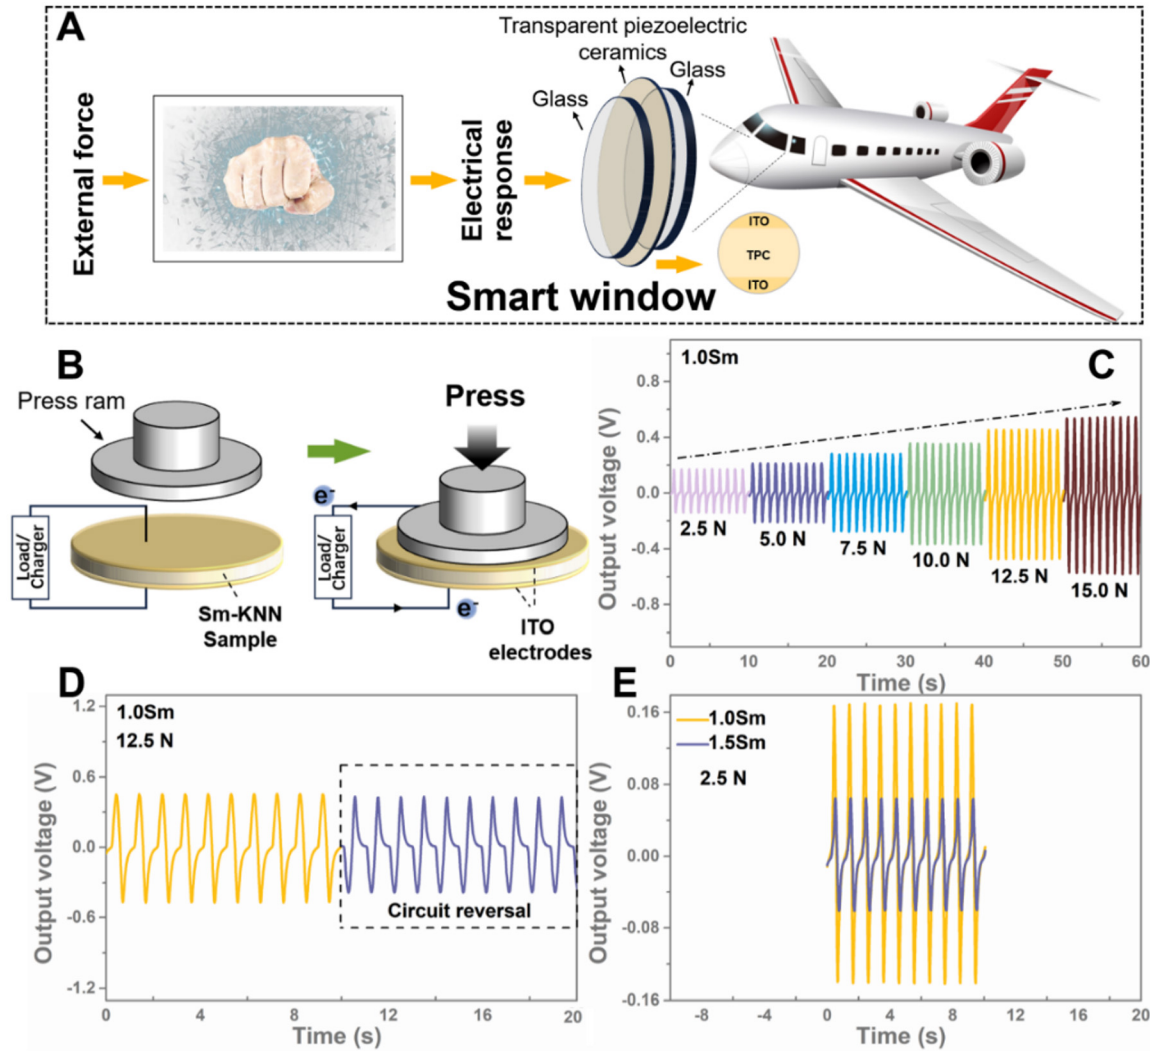 A
Transparent piezoelectric
ceramics
Glass
Glass
External force
Electrical
response
ITO
TPC
ITO
Smart window
B
Press ram
Press
e-
Load/
Charger
Load/
Charger
e-
Sm-KNN
Sample
ITO
electrodes
C
1.0Sm
Output voltage (V)
0.8
0.4
0.0
-0.4
-0.8
2.5 N
5.0 N
7.5 N
10.0 N
12.5 N
15.0 N
0 10 20 30 40 50 60
Time (s)
D
1.0Sm
12.5 N
Output voltage (V)
1.2
0.6
0.0
-0.6
-1.2
Circuit reversal
0 4 8 12 16 20
Time (s)
E
1.0Sm
1.5Sm
2.5 N
Output voltage (V)
0.16
0.08
0.00
-0.08
-0.16
-8 -4 0 4 8 12 16 20
Time (s)